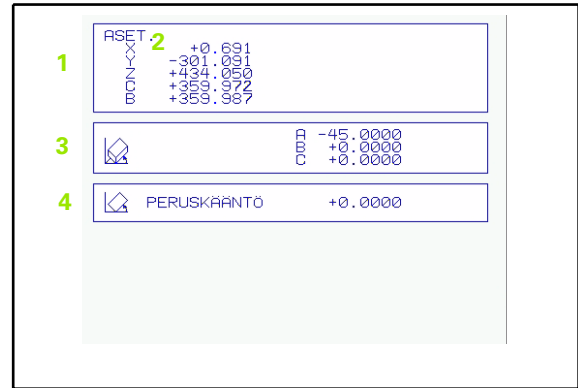 1
ASET. 2
X +0.691
Y -301.091
Z +434.050
C +359.972
B +359.987
3
A -45.0000
B +0.0000
C +0.0000
4
PERUSKÄÄNTÖ +0.0000